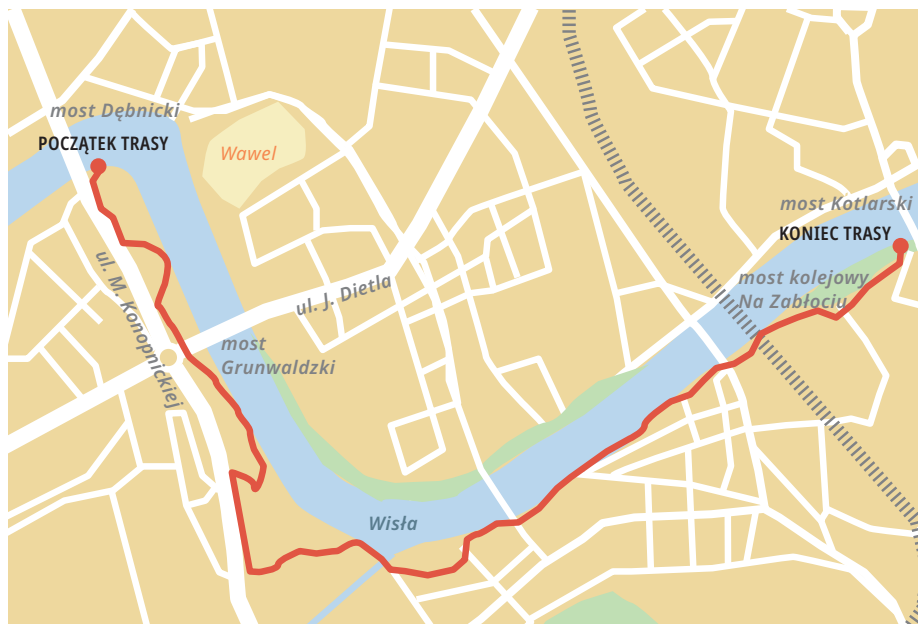 most Dębnicki
POCZĄTEK TRASY
Wawel
most Kotlarski
KONIEC TRASY
ul. M. Konopnickiej
ul. J. Dietla
most kolejowy
Na Zabłociu
most
Grunwaldzki
Wisła